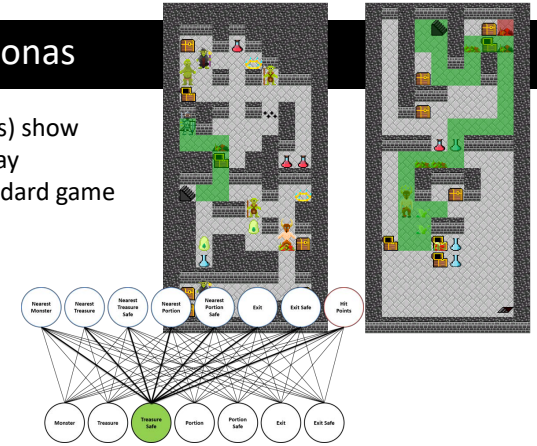 onas
s) show
ay
dard game
Nearest
Monster
Nearest
Treasure
Nearest
Treasure
Safe
Nearest
Portion
Nearest
Portion
Safe
Exit
Exit Safe
Hit
Points
Monster
Treasure
Treasure
Safe
Portion
Portion
Safe
Exit
Exit Safe